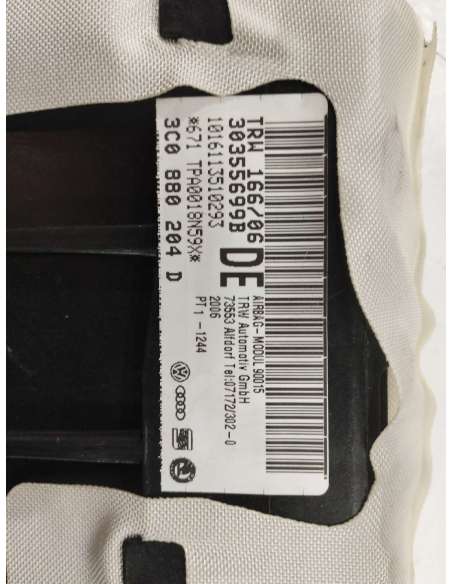 TRW 166/06
30355699B
DE
1016113510293
*671 TPA0018N59X*
3C0 880 204 D
AIRBAG-MODUL 90015
TRW Automotiv GmbH
73553 Alfdorf Tel:07172/302-0
2006
PT1 -1244